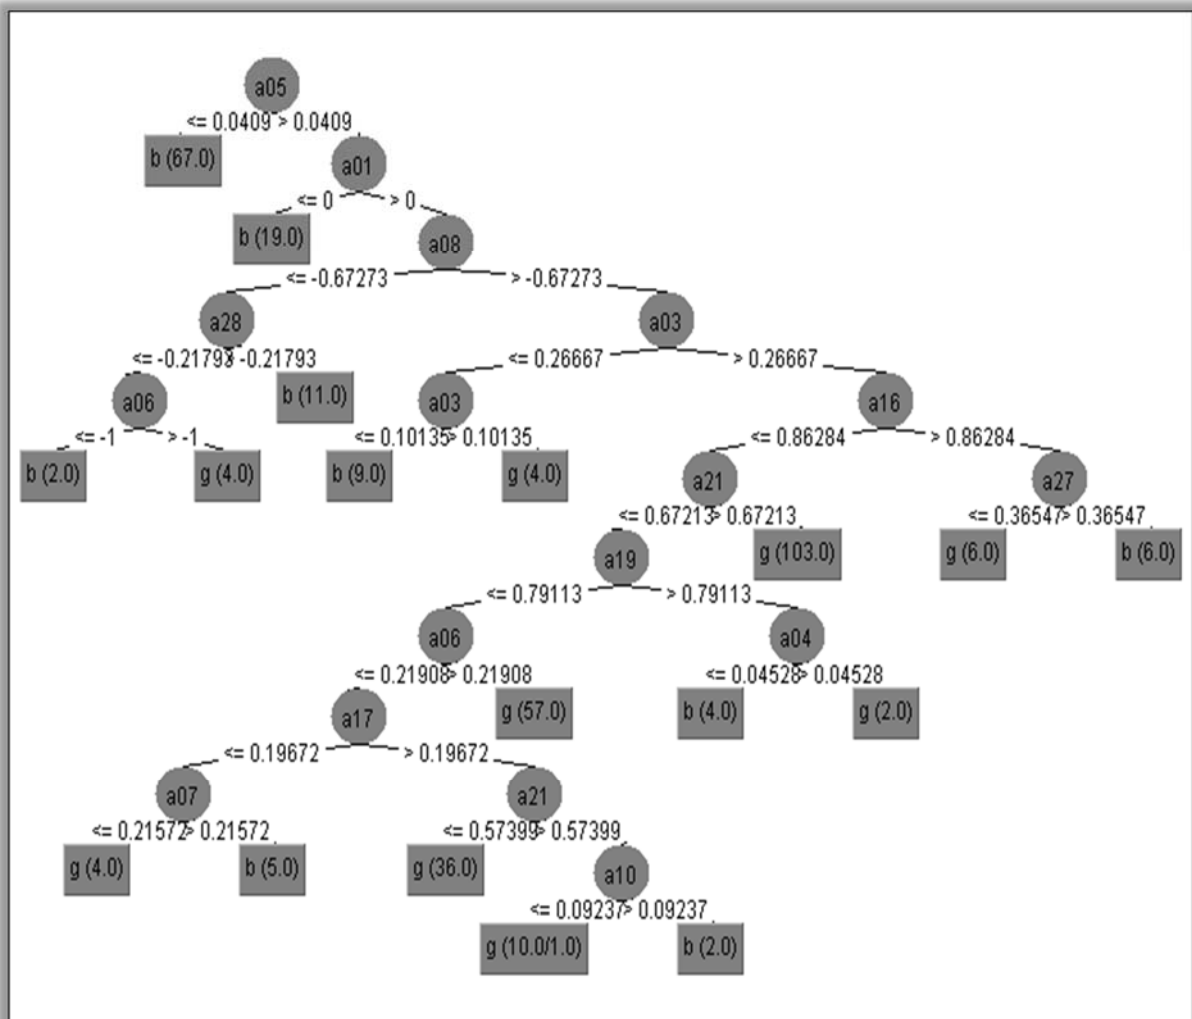 a05
<= 0.0409 > 0.0409
b (67.0) a01
<= 0 > 0
b (19.0) a08
<= -0.67273 > -0.67273
a28 a03
<= -0.21793 > -0.21793 <= 0.26667 > 0.26667
a06 b (11.0) a03 a16
<= -1 > -1 <= 0.10135 > 0.10135 <= 0.86284 > 0.86284
b (2.0) g (4.0) b (9.0) g (4.0) a21 a27
<= 0.67213 > 0.67213 <= 0.36547 > 0.36547
a19 g (103.0) g (6.0) b (6.0)
<= 0.79113 > 0.79113
a06 a04
<= 0.21908 > 0.21908 <= 0.04528 > 0.04528
a17 g (57.0) b (4.0) g (2.0)
<= 0.19672 > 0.19672
a07 a21
<= 0.21572 > 0.21572 <= 0.57399 > 0.57399
g (4.0) b (5.0) g (36.0) a10
<= 0.09237 > 0.09237
g (10.0/1.0) b (2.0)